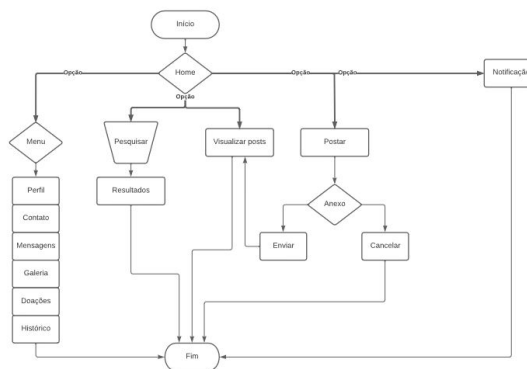 Início
Home
Opção
Opção
Opção
Opção
Notificação
Menu
Pesquisar
Visualizar posts
Postar
Perfil
Resultados
Anexo
Contato
Mensagens
Enviar
Cancelar
Galeria
Doações
Histórico
Fim